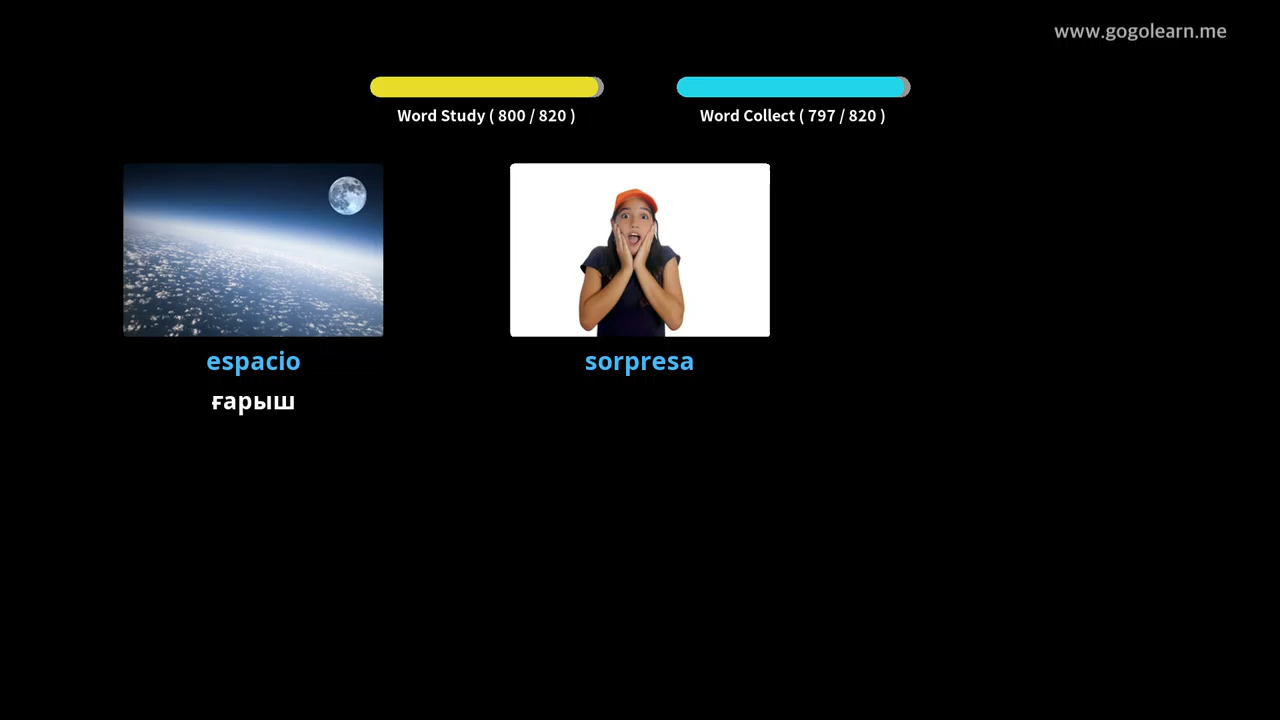 www.gogolearn.me
Word Study ( 800 / 820 )
Word Collect ( 797 / 820 )
espacio
sorpresa
ғарыш